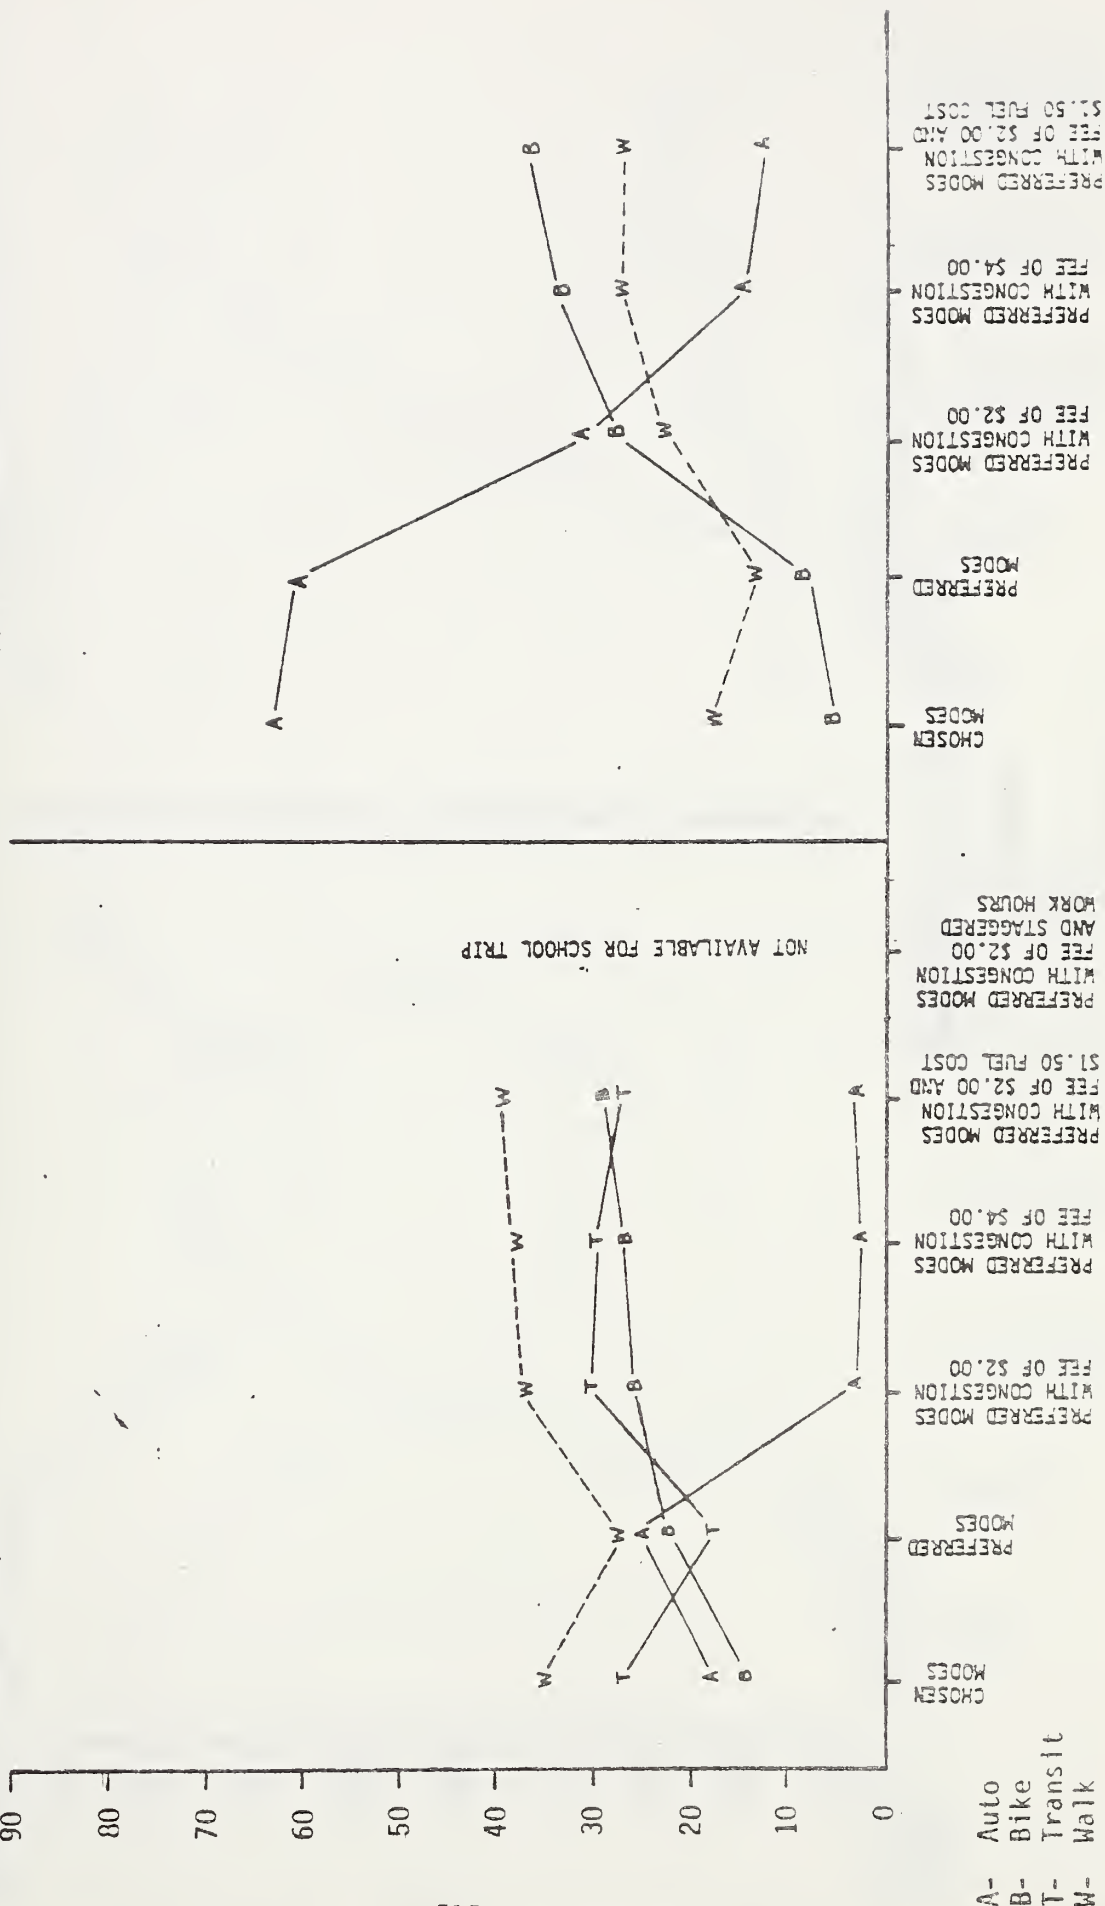 90
80
70
60
50
40
30
20
10
0
CHOSEN
MODES
PREFERRED
MODES
PREFERRED MODES
WITH CONGESTION
FEE OF $2.00
PREFERRED MODES
WITH CONGESTION
FEE OF $4.00
PREFERRED MODES
WITH CONGESTION
FEE OF $2.00 AND
$1.50 FUEL COST
PREFERRED MODES
WITH CONGESTION
FEE OF $2.00
AND STAGGERED
WORK HOURS
NOT AVAILABLE FOR SCHOOL TRIP
W W W W W
T T T T T
A A A A A
B B B B B
CHOSEN
MODES
PREFERRED
MODES
PREFERRED MODES
WITH CONGESTION
FEE OF $2.00
PREFERRED MODES
WITH CONGESTION
FEE OF $4.00
PREFERRED MODES
WITH CONGESTION
FEE OF $2.00 AND
$1.50 FUEL COST
A A A A A
W W W W W
B B B B B
A- Auto
B- Bike
T- Transit
W- Walk